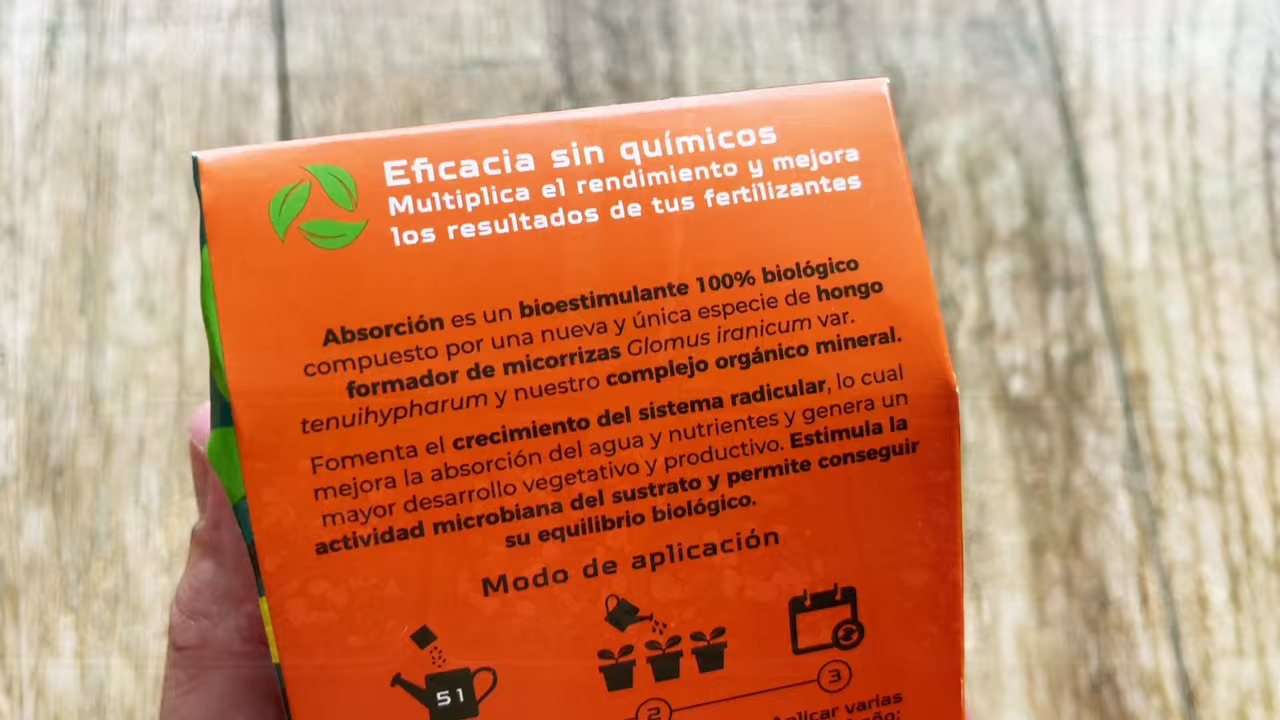 Eficacia sin químicos
Multiplica el rendimiento y mejora
los resultados de tus fertilizantes
Absorción es un bioestimulante 100% biológico
compuesto por una nueva y única especie de hongo
formador de micorrizas Glomus iranicum var.
tenuihypharum y nuestro complejo orgánico mineral.
Fomenta el crecimiento del sistema radicular, lo cual
mejora la absorción del agua y nutrientes y genera un
mayor desarrollo vegetativo y productivo. Estimula la
actividad microbiana del sustrato y permite conseguir
su equilibrio biológico.
Modo de aplicación
5 l
2
3
Aplicar varias